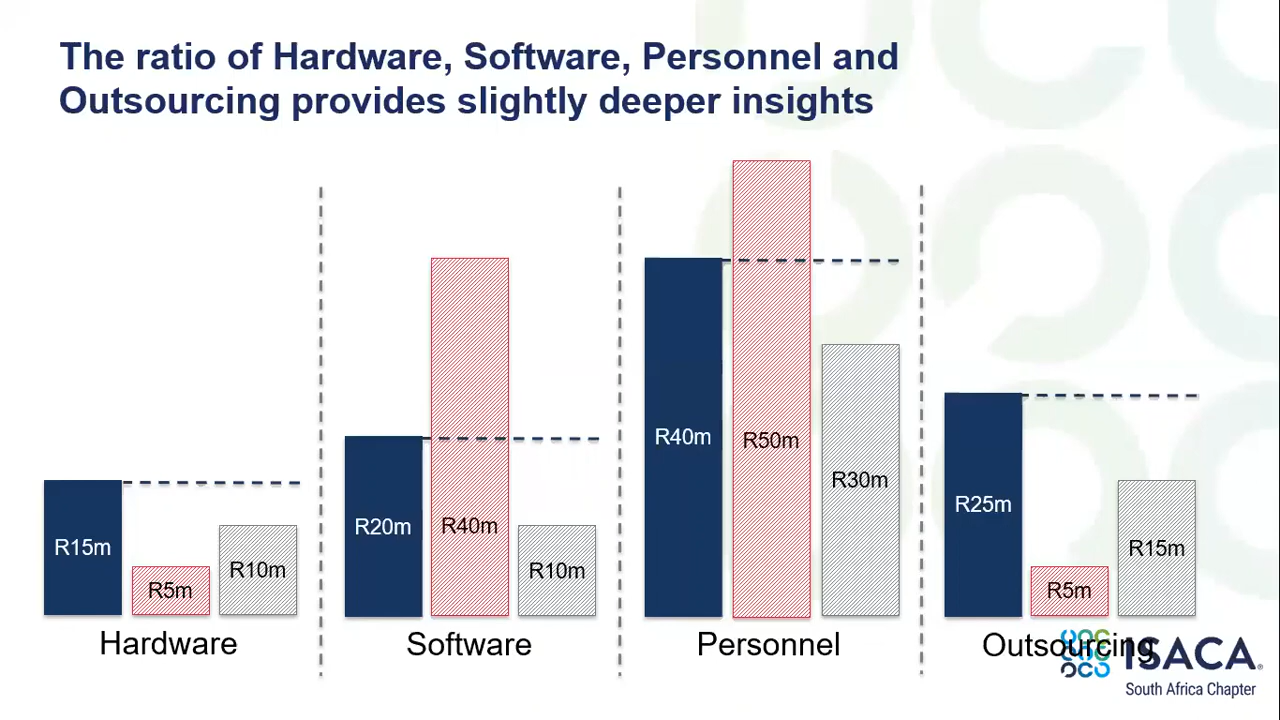 The ratio of Hardware, Software, Personnel and
Outsourcing provides slightly deeper insights
R15m
R5m
R10m
Hardware
R20m
R40m
R10m
Software
R40m
R50m
R30m
Personnel
R25m
R5m
R15m
Outsourcing
ISACA®
South Africa Chapter